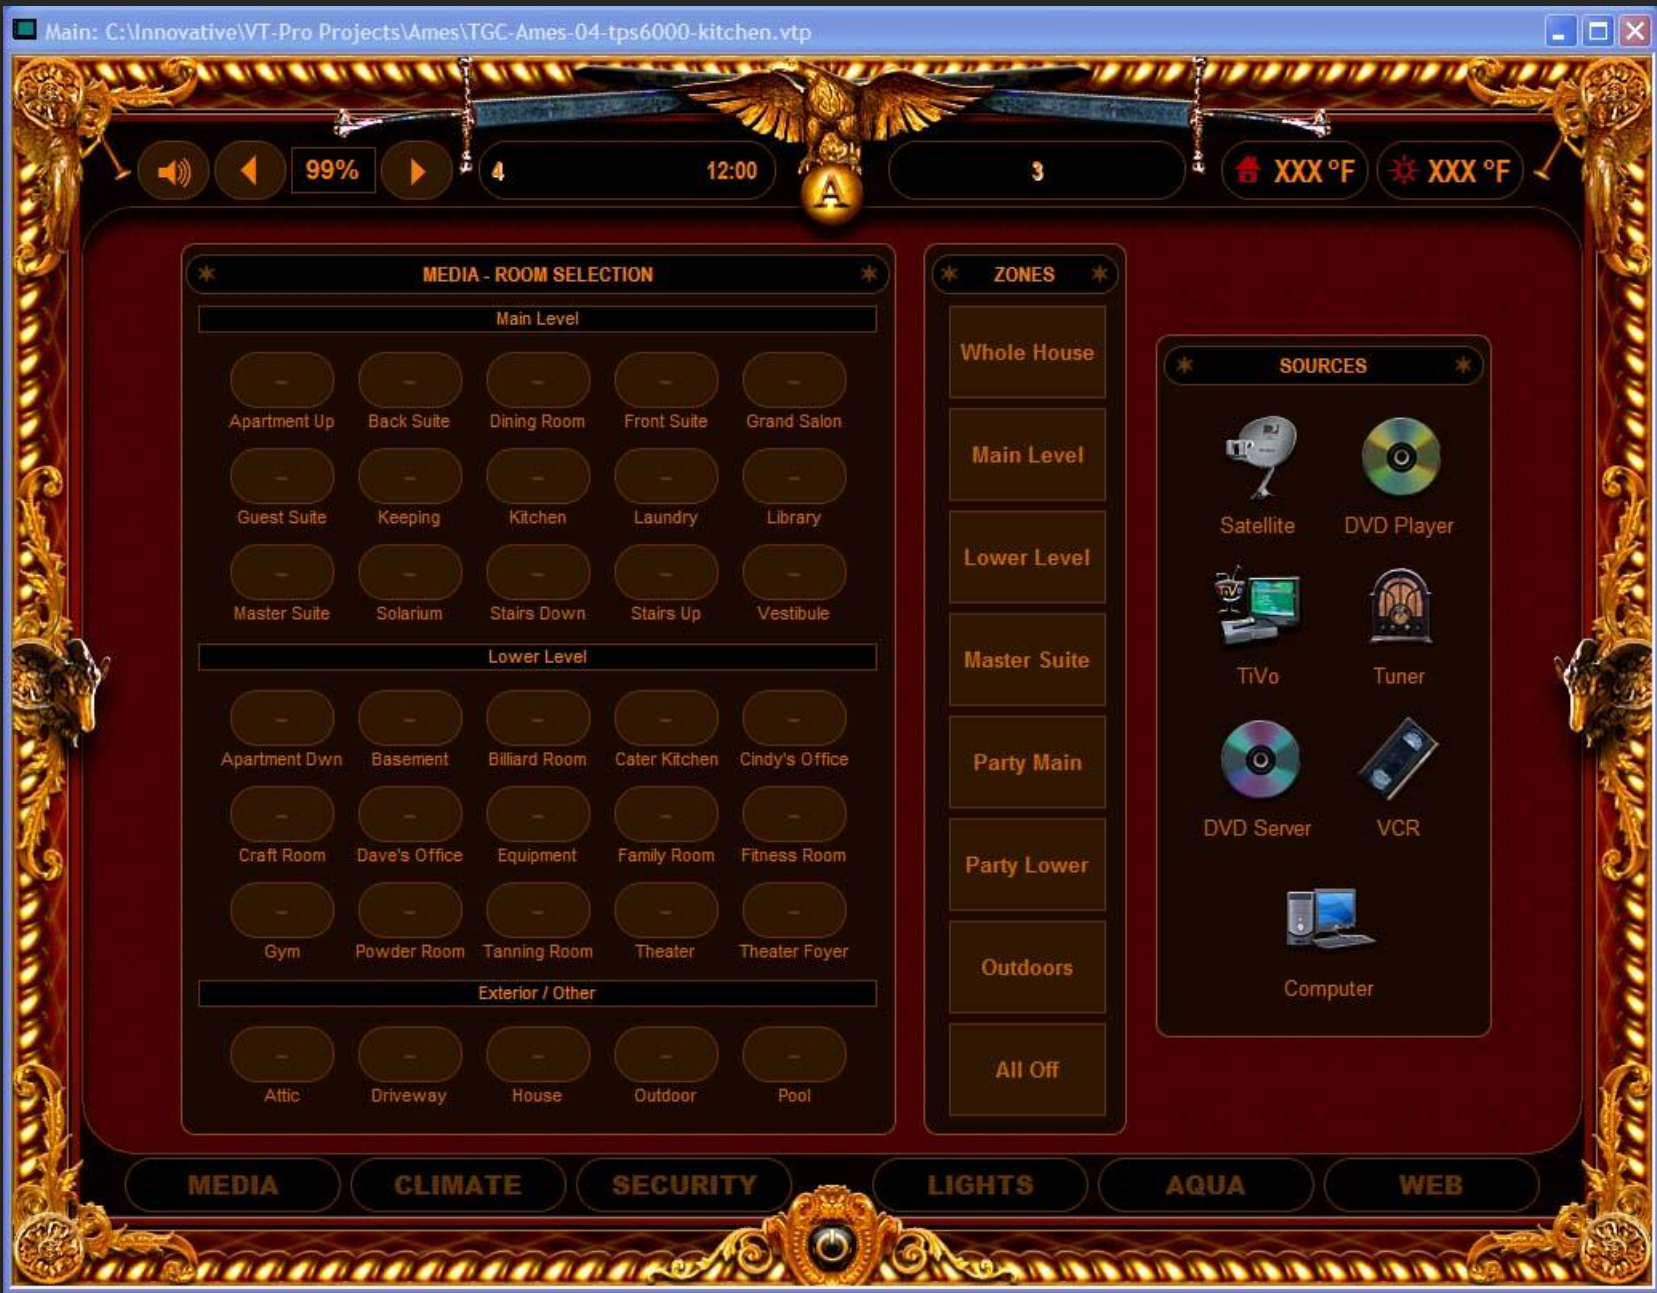 Main: C:\Innovative\VT-Pro Projects\Ames\TGC-Ames-04-tps6000-kitchen.vtp
99%
4 12:00
A
3
XXX °F
XXX °F
MEDIA - ROOM SELECTION
Main Level
- - - - -
Apartment Up Back Suite Dining Room Front Suite Grand Salon
- - - - -
Guest Suite Keeping Kitchen Laundry Library
- - - - -
Master Suite Solarium Stairs Down Stairs Up Vestibule
Lower Level
- - - - -
Apartment Dwn Basement Billiard Room Cater Kitchen Cindy's Office
- - - - -
Craft Room Dave's Office Equipment Family Room Fitness Room
- - - - -
Gym Powder Room Tanning Room Theater Theater Foyer
Exterior / Other
- - - - -
Attic Driveway House Outdoor Pool
ZONES
Whole House
Main Level
Lower Level
Master Suite
Party Main
Party Lower
Outdoors
All Off
SOURCES
Satellite DVD Player
TiVo
TiVo Tuner
DVD Server VCR
Computer
MEDIA CLIMATE SECURITY LIGHTS AQUA WEB